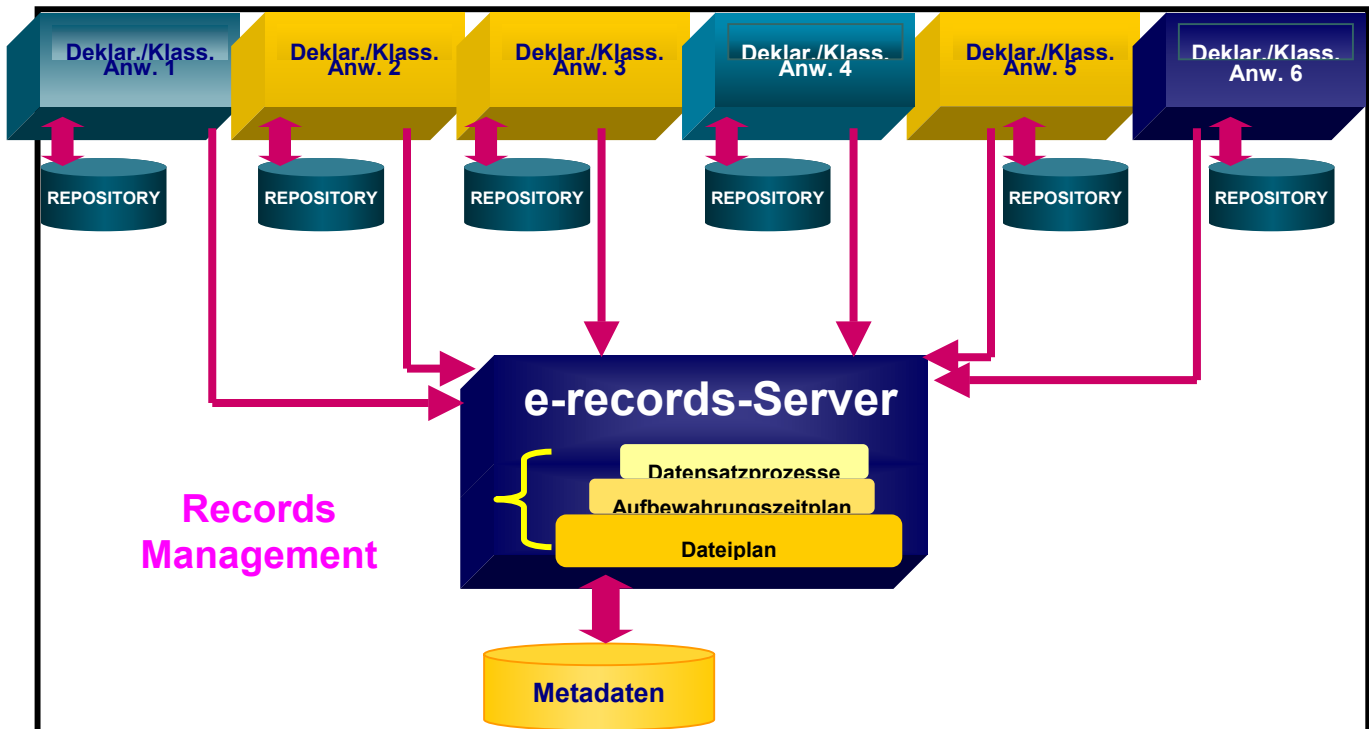 Deklar./Klass.
Anw. 1
Deklar./Klass.
Anw. 2
Deklar./Klass.
Anw. 3
Deklar./Klass.
Anw. 4
Deklar./Klass.
Anw. 5
Deklar./Klass.
Anw. 6
REPOSITORY
REPOSITORY
REPOSITORY
REPOSITORY
REPOSITORY
REPOSITORY
e-records-Server
Datensatzprozesse
Aufbewahrungszeitplan
Dateiplan
Records
Management
Metadaten